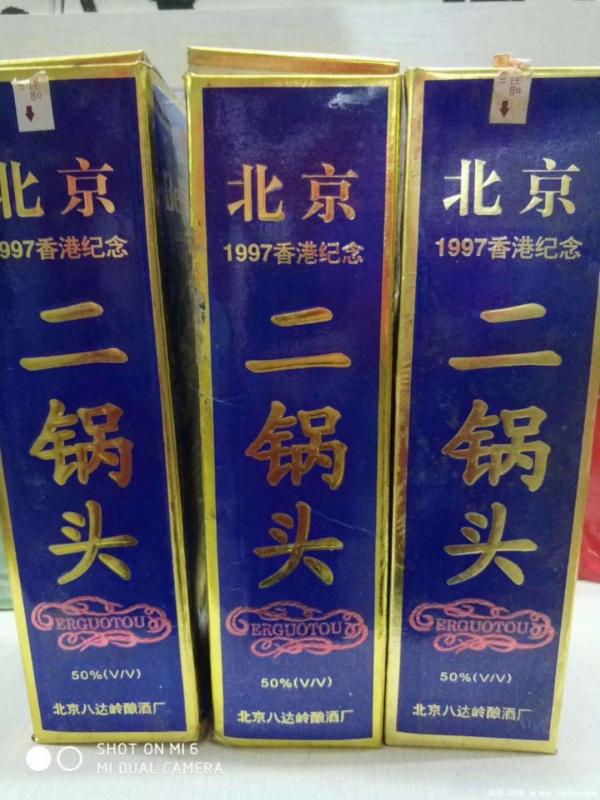 北京
1997香港纪念
二
锅
头
ERGUOTOU
50%(V/V)
北京八达岭酿酒厂
北京
1997香港纪念
二
锅
头
ERGUOTOU
50%(V/V)
北京八达岭酿酒厂
北京
1997香港纪念
二
锅
头
ERGUOTOU
50%(V/V)
北京八达岭酿酒厂
SHOT ON MI 6
MI DUAL CAMERA